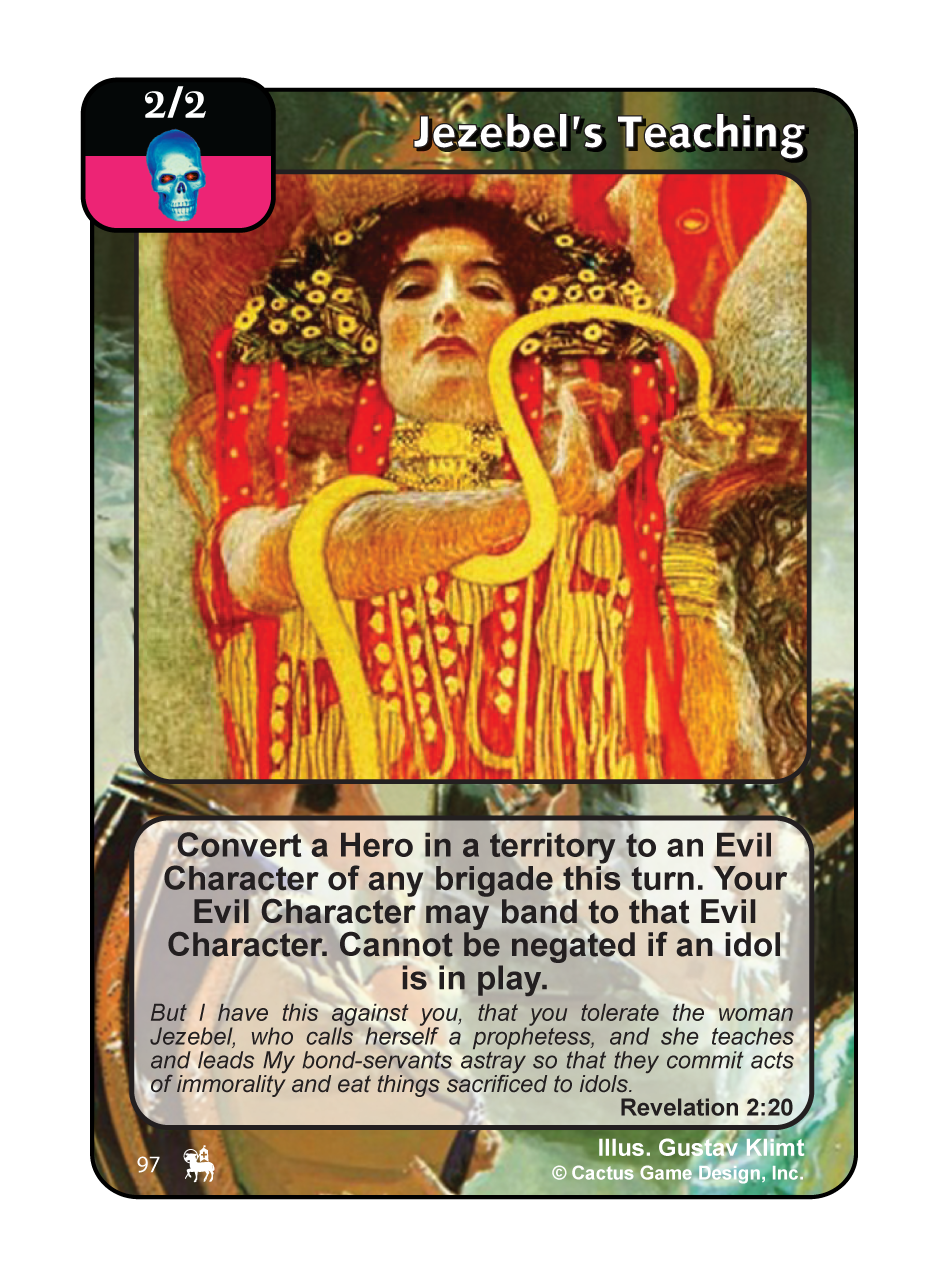 2/2
Jezebel's Teaching
Convert a Hero in a territory to an Evil
Character of any brigade this turn. Your
Evil Character may band to that Evil
Character. Cannot be negated if an idol
is in play.
But I have this against you, that you tolerate the woman
Jezebel, who calls herself a prophetess, and she teaches
and leads My bond-servants astray so that they commit acts
of immorality and eat things sacrificed to idols.
Revelation 2:20
Illus. Gustav Klimt
97
© Cactus Game Design, Inc.